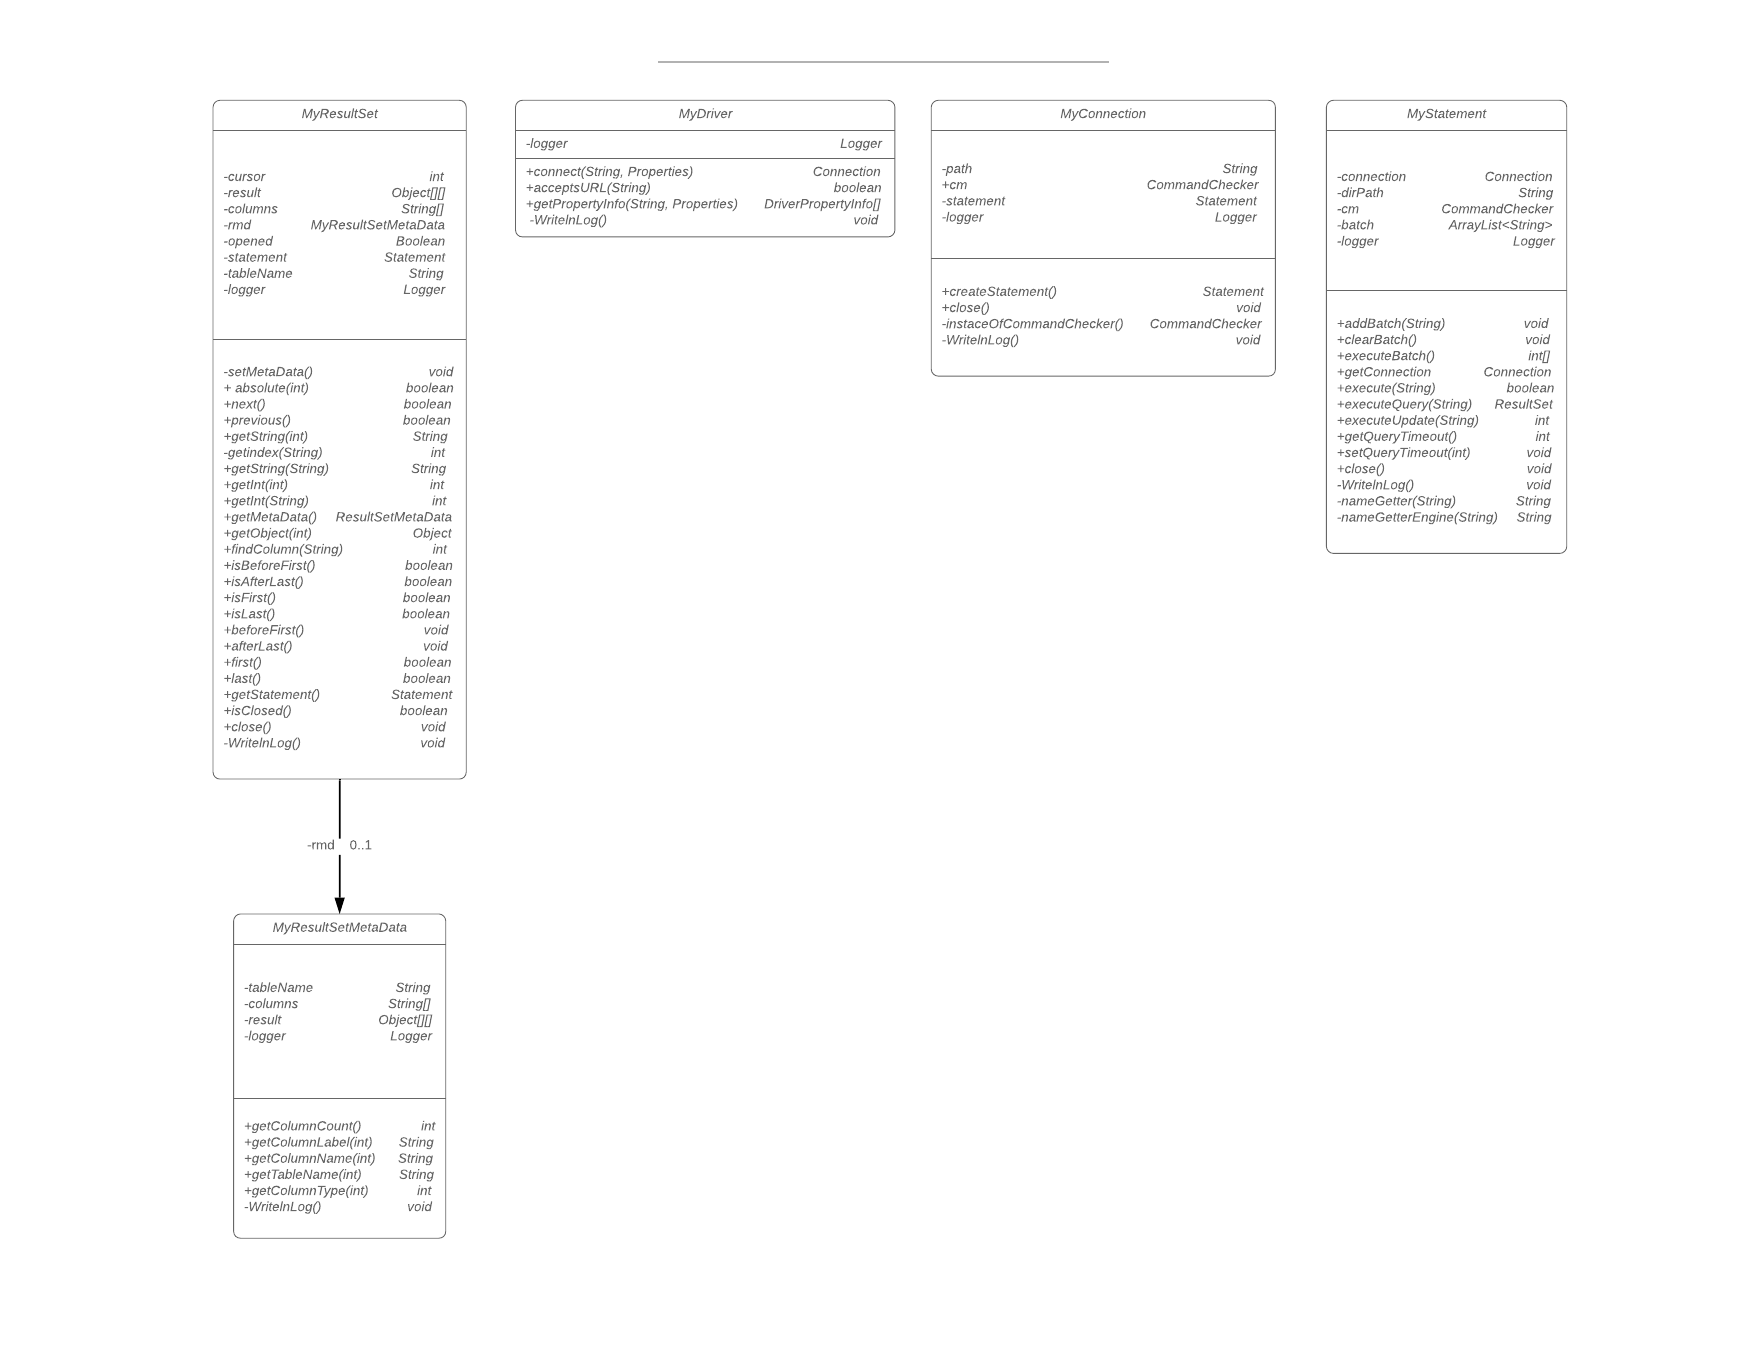 MyResultSet
-cursor int
-result Object[][]
-columns String[]
-rmd MyResultSetMetaData
-opened Boolean
-statement Statement
-tableName String
-logger Logger
-setMetaData() void
+ absolute(int) boolean
+next() boolean
+previous() boolean
+getString(int) String
-getindex(String) int
+getString(String) String
+getInt(int) int
+getInt(String) int
+getMetaData() ResultSetMetaData
+getObject(int) Object
+findColumn(String) int
+isBeforeFirst() boolean
+isAfterLast() boolean
+isFirst() boolean
+isLast() boolean
+beforeFirst() void
+afterLast() void
+first() boolean
+last() boolean
+getStatement() Statement
+isClosed() boolean
+close() void
-WritelnLog() void
MyDriver
-logger Logger
+connect(String, Properties) Connection
+acceptsURL(String) boolean
+getPropertyInfo(String, Properties) DriverPropertyInfo[]
-WritelnLog() void
MyConnection
-path String
+cm CommandChecker
-statement Statement
-logger Logger
+createStatement() Statement
+close() void
-instaceOfCommandChecker() CommandChecker
-WritelnLog() void
MyStatement
-connection Connection
-dirPath String
-cm CommandChecker
-batch ArrayList<String>
-logger Logger
+addBatch(String) void
+clearBatch() void
+executeBatch() int[]
+getConnection Connection
+execute(String) boolean
+executeQuery(String) ResultSet
+executeUpdate(String) int
+getQueryTimeout() int
+setQueryTimeout(int) void
+close() void
-WritelnLog() void
-nameGetter(String) String
-nameGetterEngine(String) String
-rmd 0..1
MyResultSetMetaData
-tableName String
-columns String[]
-result Object[][]
-logger Logger
+getColumnCount() int
+getColumnLabel(int) String
+getColumnName(int) String
+getTableName(int) String
+getColumnType(int) int
-WritelnLog() void